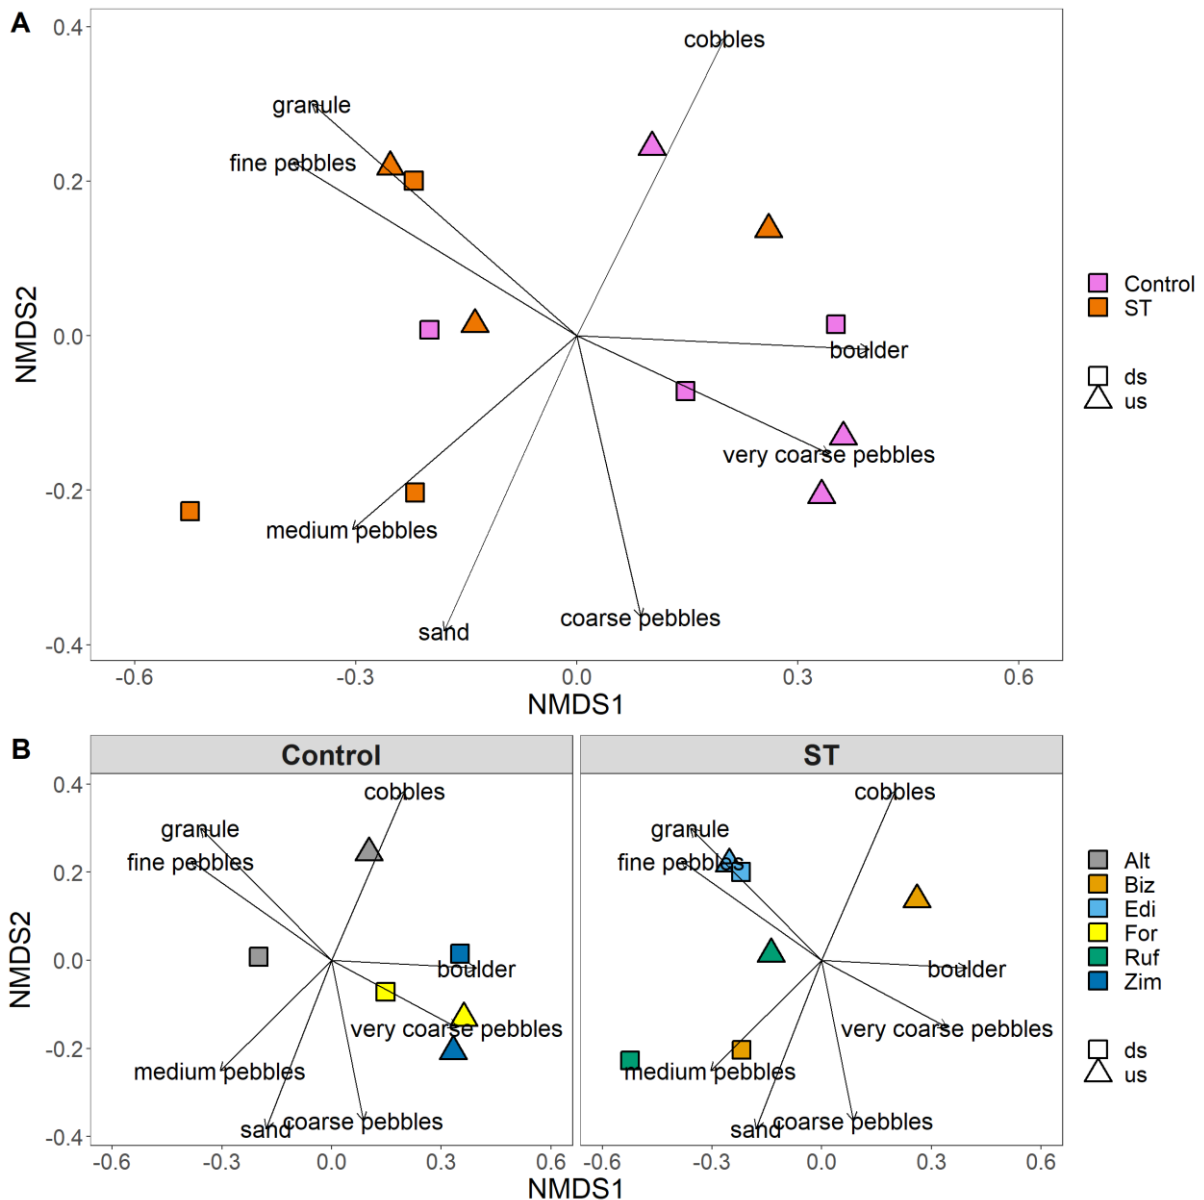 A
0.4
cobbles
granule
fine pebbles
0.2
Control
ST
NMDS2
0.0
boulder
ds
us
very coarse pebbles
-0.2
medium pebbles
coarse pebbles
sand
-0.4
-0.6 -0.3 0.0 0.3 0.6
NMDS1
B
Control ST
0.4
cobbles cobbles
granule granule
fine pebbles fine pebbles
0.2
Alt
Biz
Edi
For
Ruf
Zim
NMDS2
0.0
boulder boulder
very coarse pebbles very coarse pebbles
ds
us
-0.2
medium pebbles medium pebbles
coarse pebbles coarse pebbles
sand sand
-0.4
-0.6 -0.3 0.0 0.3 0.6 -0.6 -0.3 0.0 0.3 0.6
NMDS1